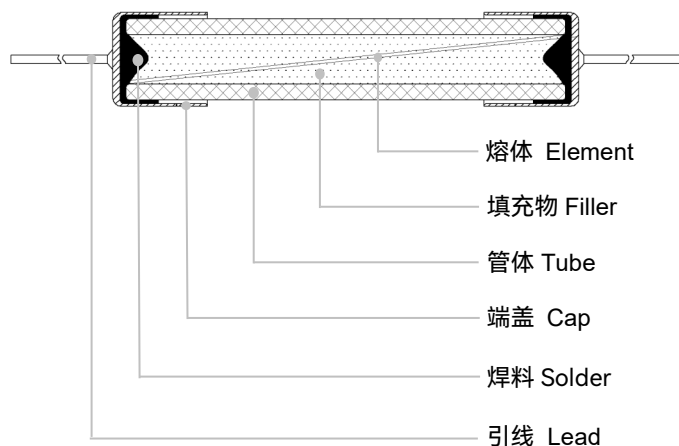 熔体 Element
填充物 Filler
管体 Tube
端盖 Cap
焊料 Solder
引线 Lead